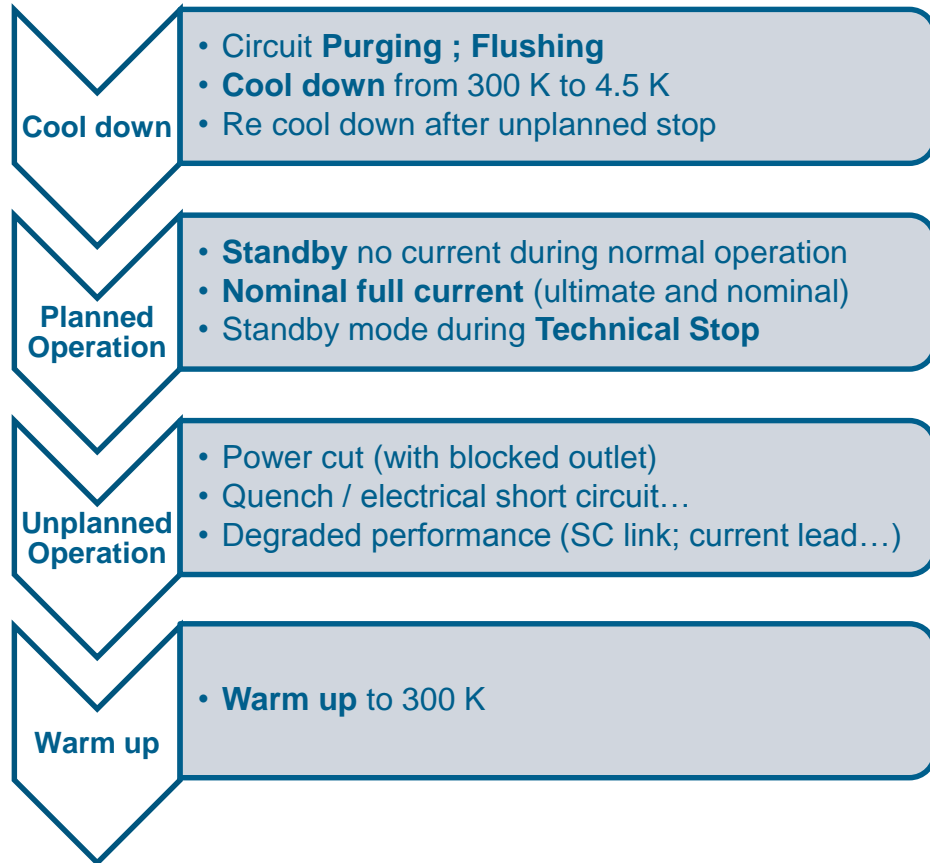 Cool down
• Circuit Purging ; Flushing
• Cool down from 300 K to 4.5 K
• Re cool down after unplanned stop
Planned
Operation
• Standby no current during normal operation
• Nominal full current (ultimate and nominal)
• Standby mode during Technical Stop
Unplanned
Operation
• Power cut (with blocked outlet)
• Quench / electrical short circuit…
• Degraded performance (SC link; current lead…)
Warm up
• Warm up to 300 K